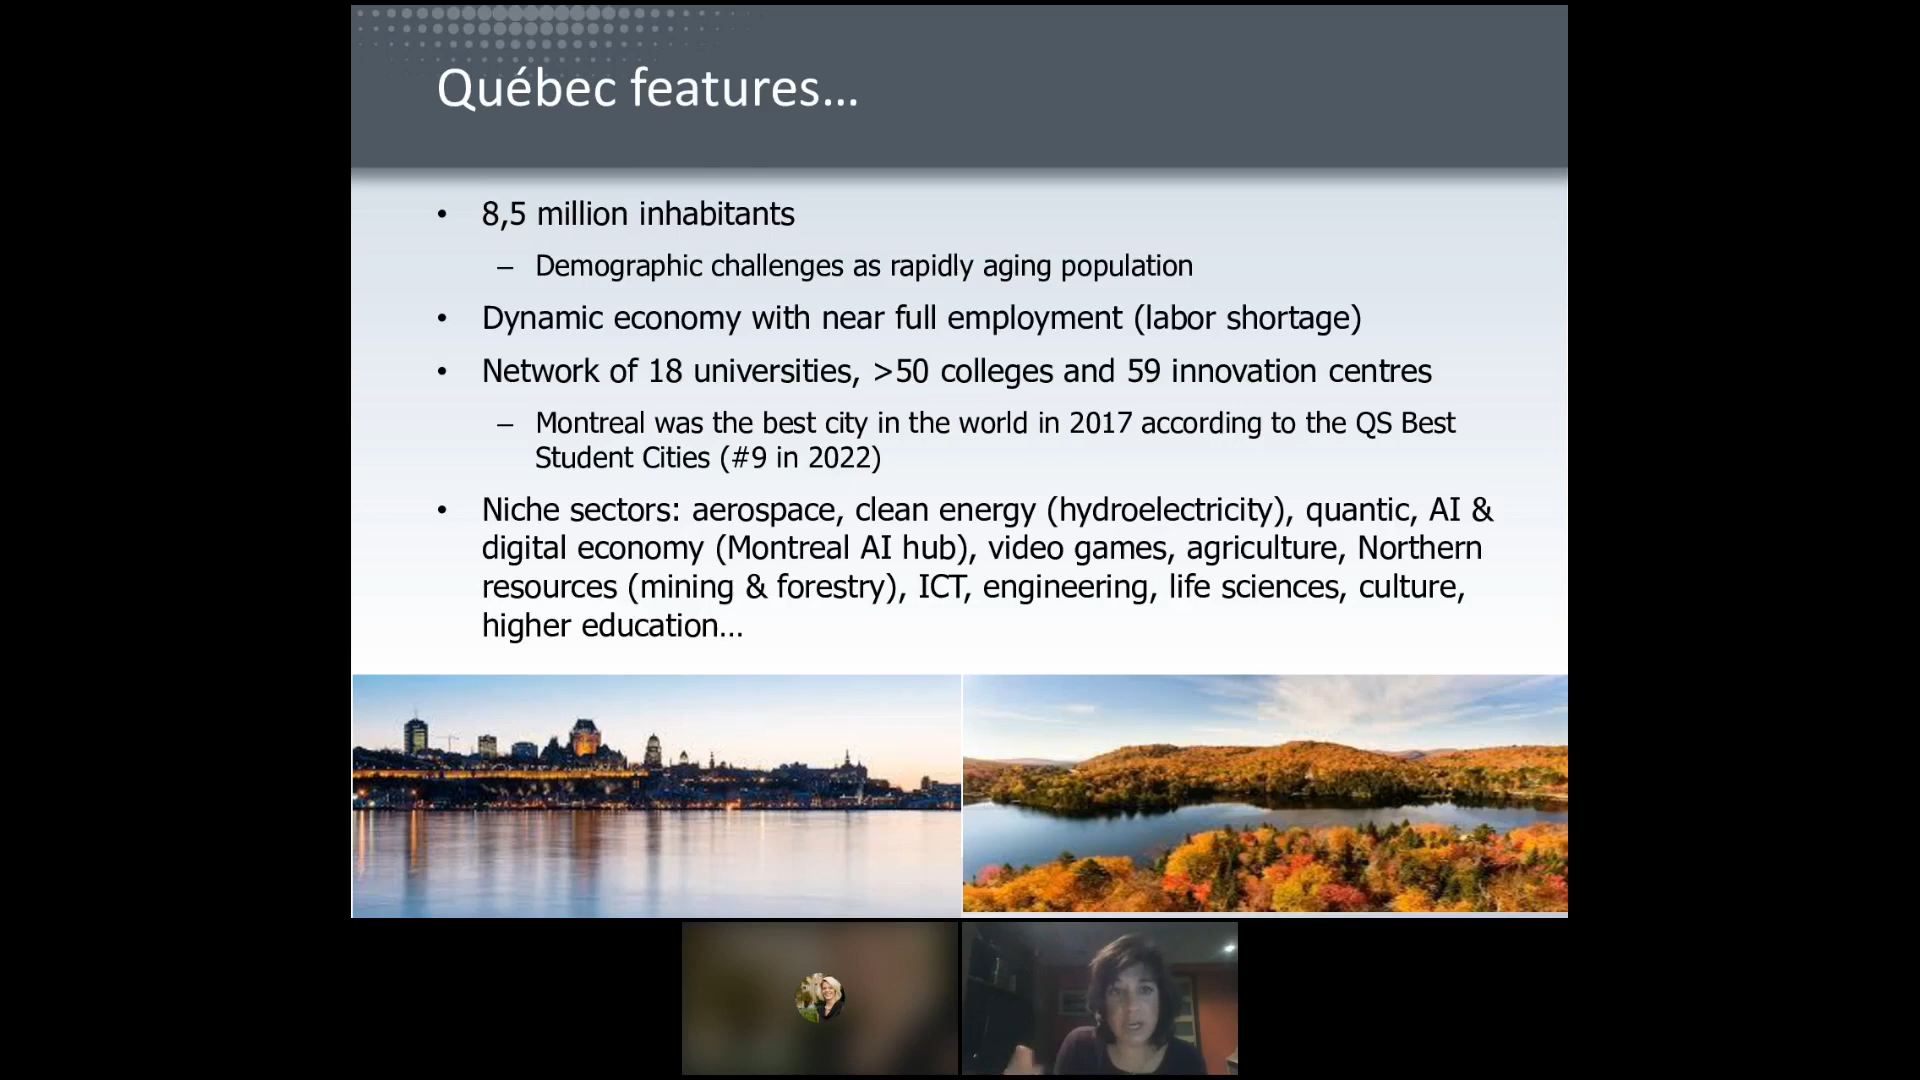 Québec features...
• 8,5 million inhabitants
– Demographic challenges as rapidly aging population
• Dynamic economy with near full employment (labor shortage)
• Network of 18 universities, >50 colleges and 59 innovation centres
– Montreal was the best city in the world in 2017 according to the QS Best
Student Cities (#9 in 2022)
• Niche sectors: aerospace, clean energy (hydroelectricity), quantic, AI &
digital economy (Montreal AI hub), video games, agriculture, Northern
resources (mining & forestry), ICT, engineering, life sciences, culture,
higher education...